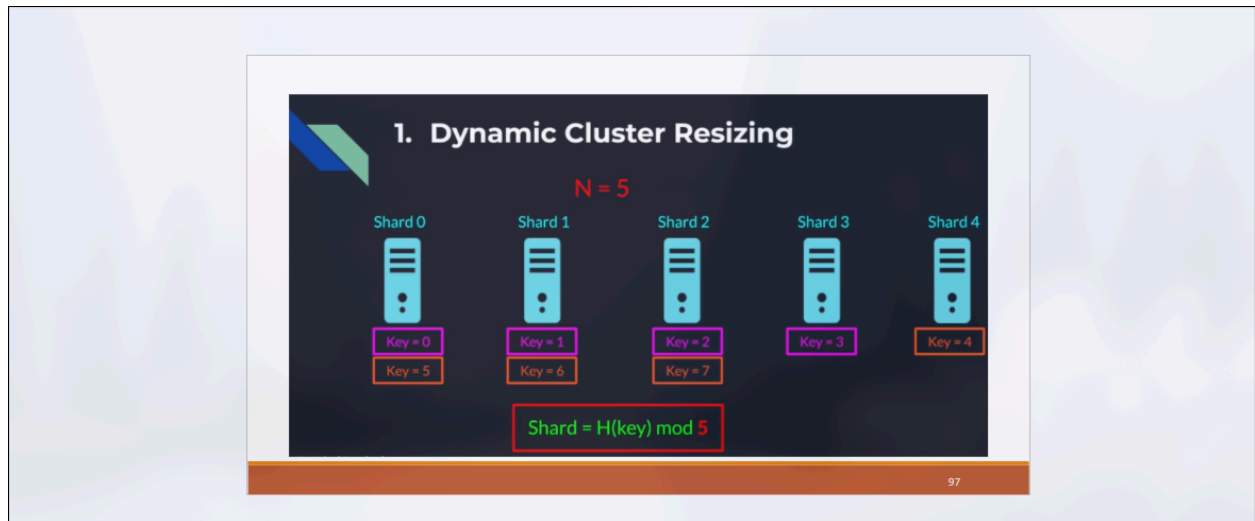 1. Dynamic Cluster Resizing
N = 5
Shard 0 Shard 1 Shard 2 Shard 3 Shard 4
Key = 0 Key = 1 Key = 2 Key = 3 Key = 4
Key = 5 Key = 6 Key = 7
Shard = H(key) mod 5
97